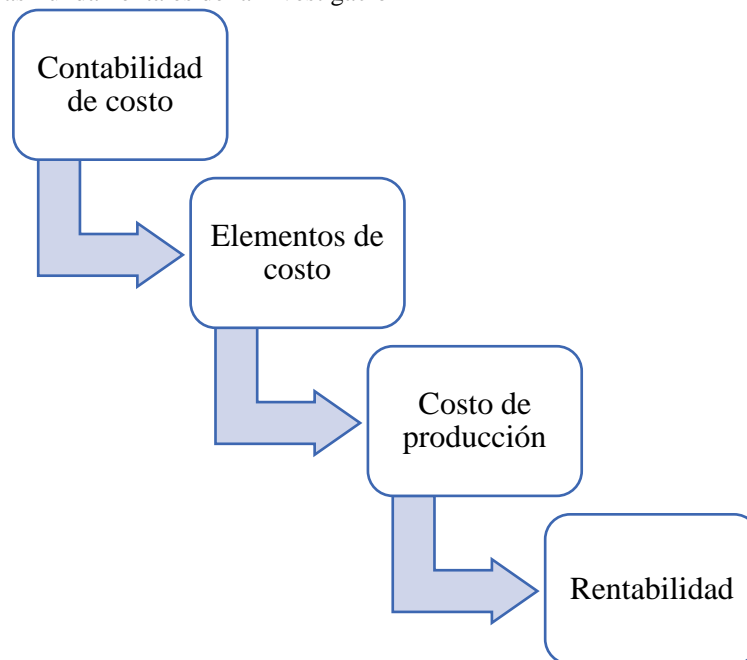 Contabilidad
de costo
Elementos de
costo
Costo de
producción
Rentabilidad